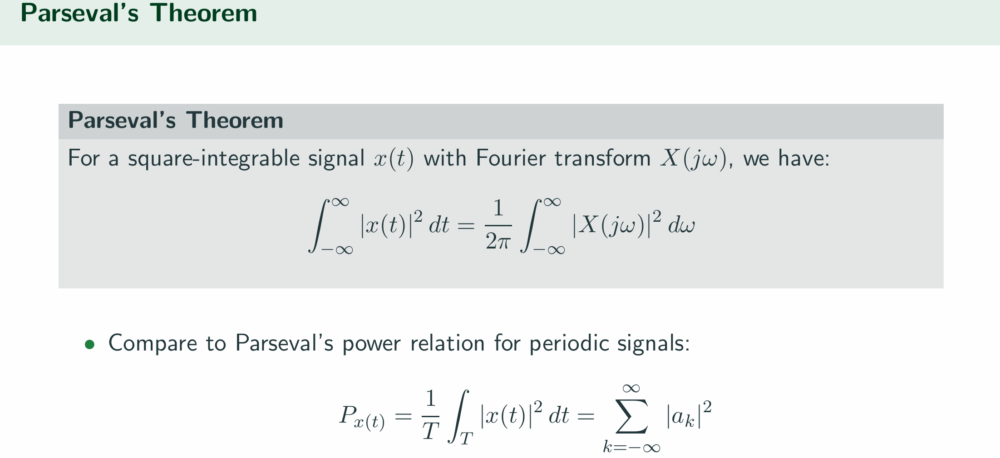 Parseval's Theorem
Parseval's Theorem
For a square-integrable signal $x(t)$ with Fourier transform $X(j\omega)$, we have:
$$\int_{-\infty}^{\infty} |x(t)|^2 \, dt = \frac{1}{2\pi} \int_{-\infty}^{\infty} |X(j\omega)|^2 \, d\omega$$
• Compare to Parseval's power relation for periodic signals:
$$P_{x(t)} = \frac{1}{T} \int_{T} |x(t)|^2 \, dt = \sum_{k=-\infty}^{\infty} |a_k|^2$$